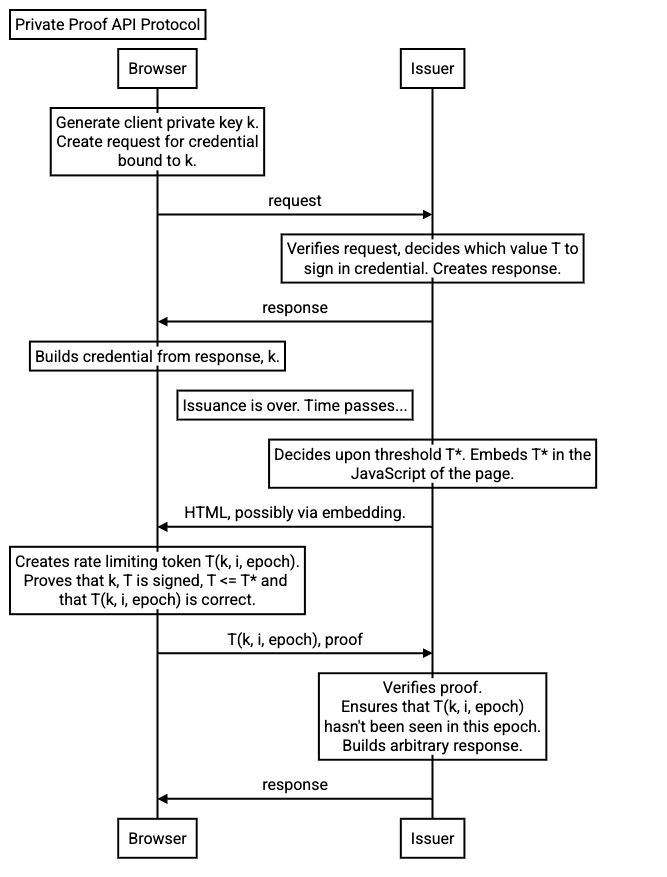 Private Proof API Protocol
Browser
Issuer
Generate client private key k.
Create request for credential
bound to k.
request
Verifies request, decides which value T to
sign in credential. Creates response.
response
Builds credential from response, k.
Issuance is over. Time passes...
Decides upon threshold T*. Embeds T* in the
JavaScript of the page.
HTML, possibly via embedding.
Creates rate limiting token T(k, i, epoch).
Proves that k, T is signed, T <= T* and
that T(k, i, epoch) is correct.
T(k, i, epoch), proof
Verifies proof.
Ensures that T(k, i, epoch)
hasn't been seen in this epoch.
Builds arbitrary response.
response
Browser
Issuer